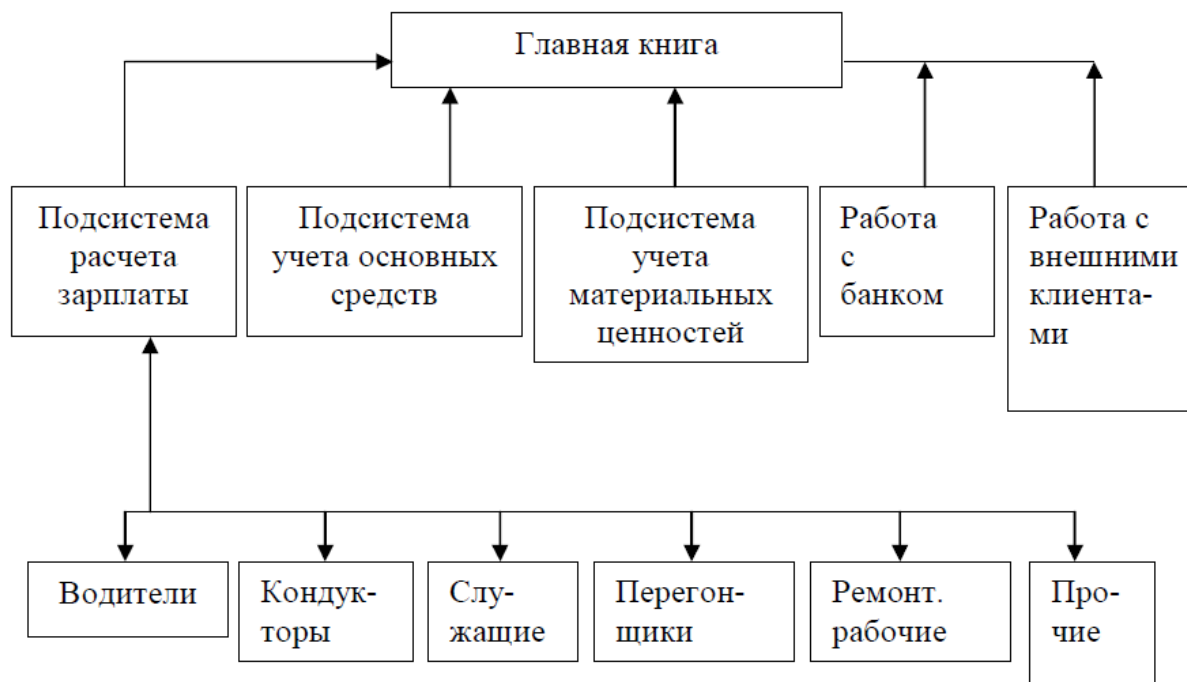 Главная книга
Подсистема
расчета
зарплаты
Подсистема
учета основных
средств
Подсистема
учета
материальных
ценностей
Работа
с
банком
Работа с
внешними
клиента-
ми
Водители
Кондук-
торы
Слу-
жащие
Перегон-
щики
Ремонт.
рабочие
Про-
чие